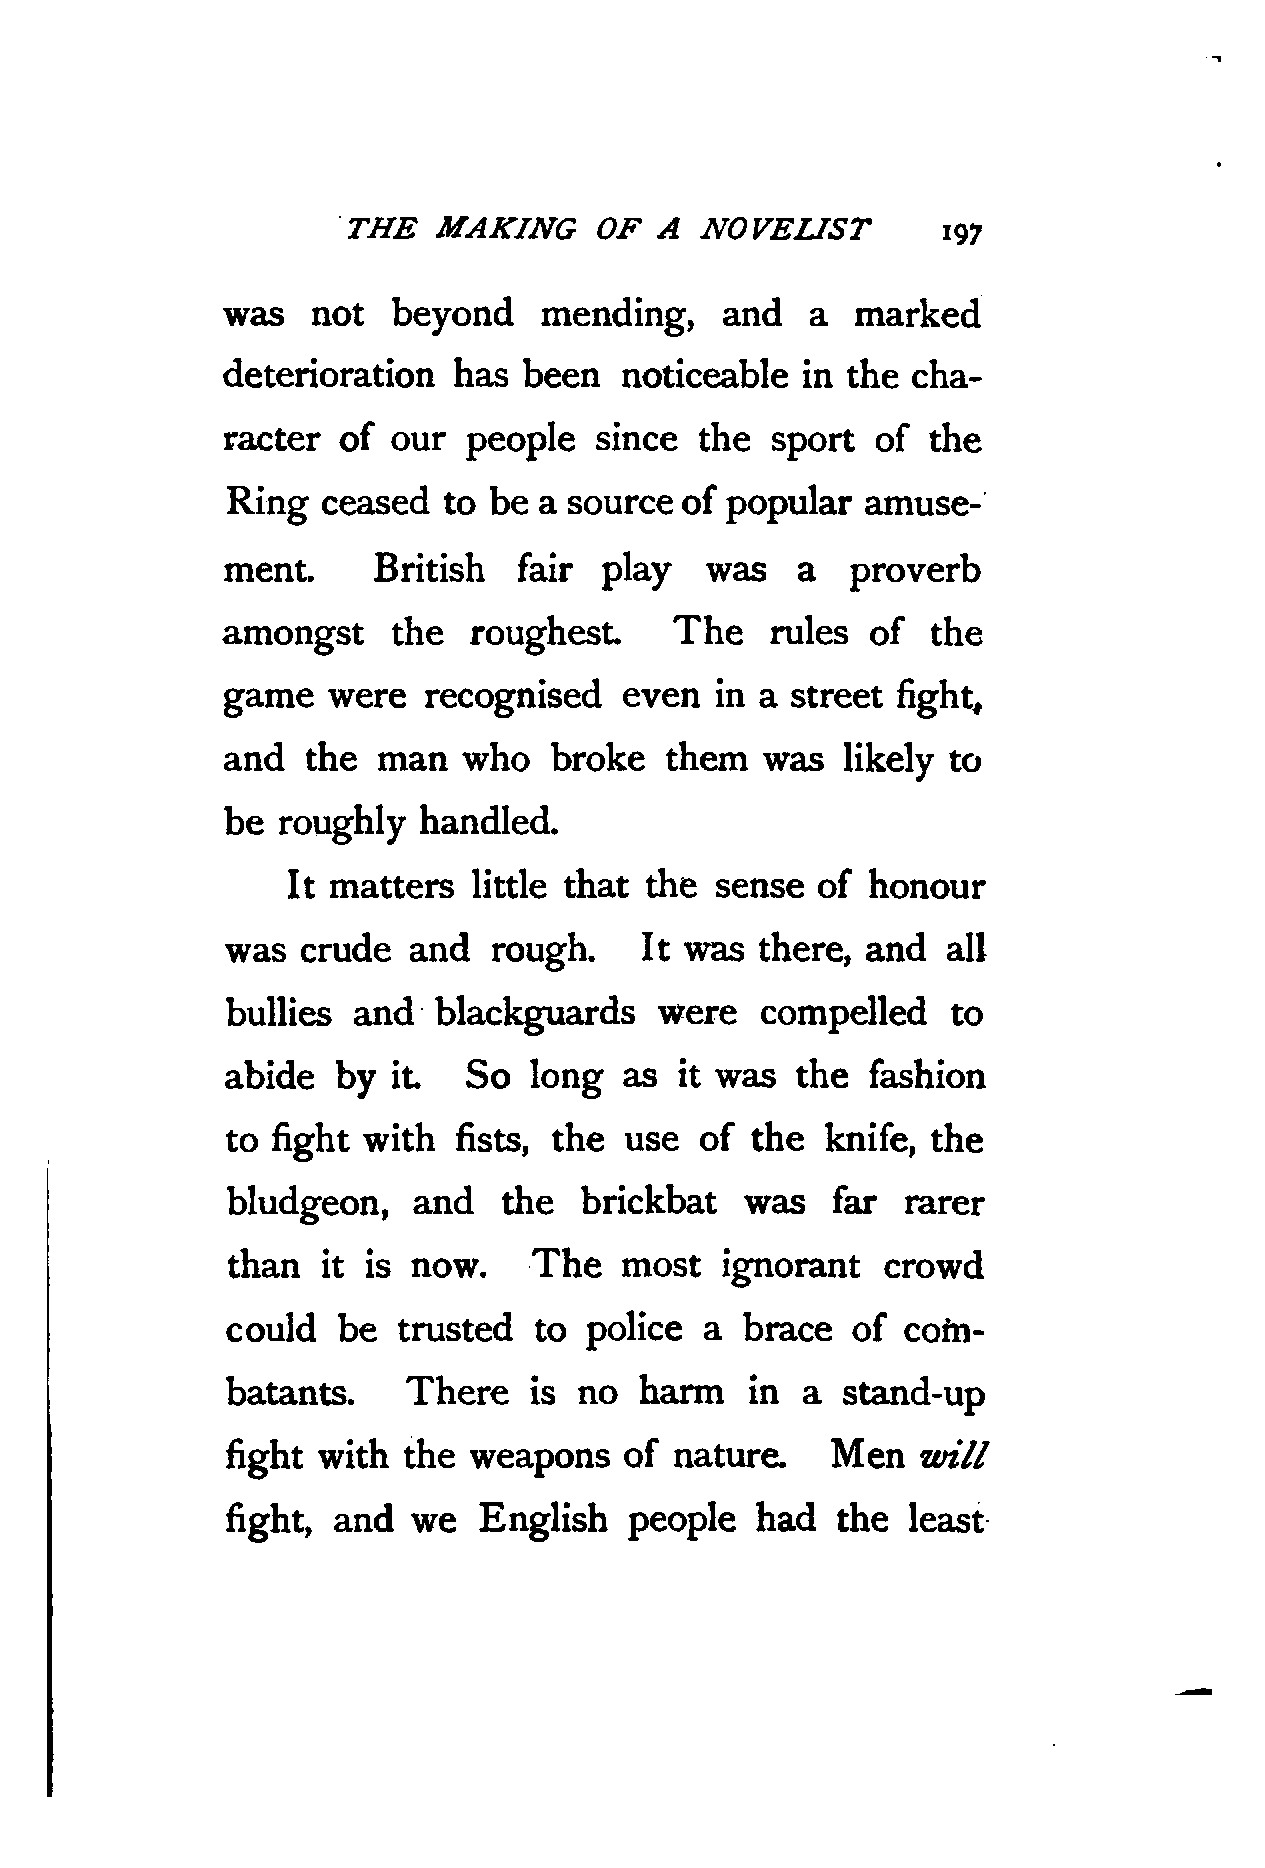 THE MAKING OF A NOVELIST 197
was not beyond mending, and a marked
deterioration has been noticeable in the cha-
racter of our people since the sport of the
Ring ceased to be a source of popular amuse-
ment. British fair play was a proverb
amongst the roughest. The rules of the
game were recognised even in a street fight,
and the man who broke them was likely to
be roughly handled.
It matters little that the sense of honour
was crude and rough. It was there, and all
bullies and blackguards were compelled to
abide by it. So long as it was the fashion
to fight with fists, the use of the knife, the
bludgeon, and the brickbat was far rarer
than it is now. The most ignorant crowd
could be trusted to police a brace of com-
batants. There is no harm in a stand-up
fight with the weapons of nature. Men will
fight, and we English people had the least